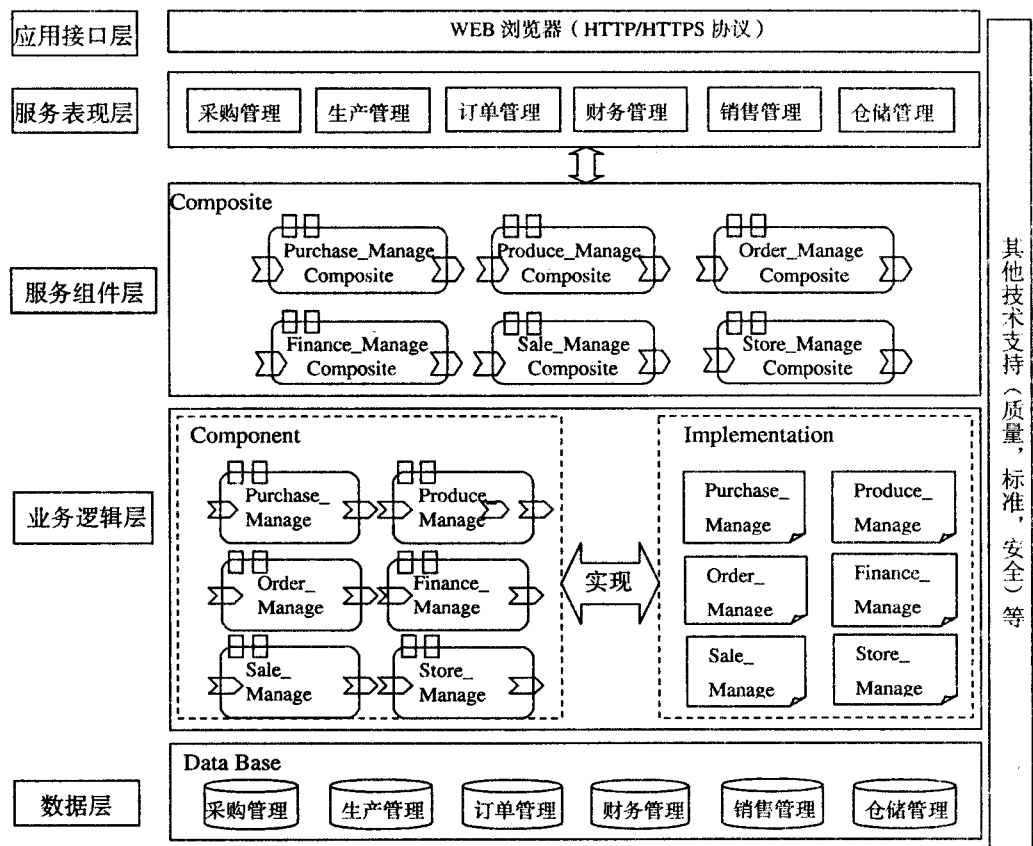 应用接口层
WEB 浏览器（HTTP/HTTPS 协议）
服务表现层
采购管理
生产管理
订单管理
财务管理
销售管理
仓储管理
服务组件层
Composite
Purchase_Manage
Composite
Produce_Manage
Composite
Order_Manage
Composite
Finance_Manage
Composite
Sale_Manage
Composite
Store_Manage
Composite
业务逻辑层
Component
Purchase_
Manage
Produce_
Manage
Order_
Manage
Finance_
Manage
Sale_
Manage
Store_
Manage
实现
Implementation
Purchase_
Manage
Produce_
Manage
Order_
Manage
Finance_
Manage
Sale_
Manage
Store_
Manage
数据层
Data Base
采购管理
生产管理
订单管理
财务管理
销售管理
仓储管理
其他技术支持（质量，标准，安全）等